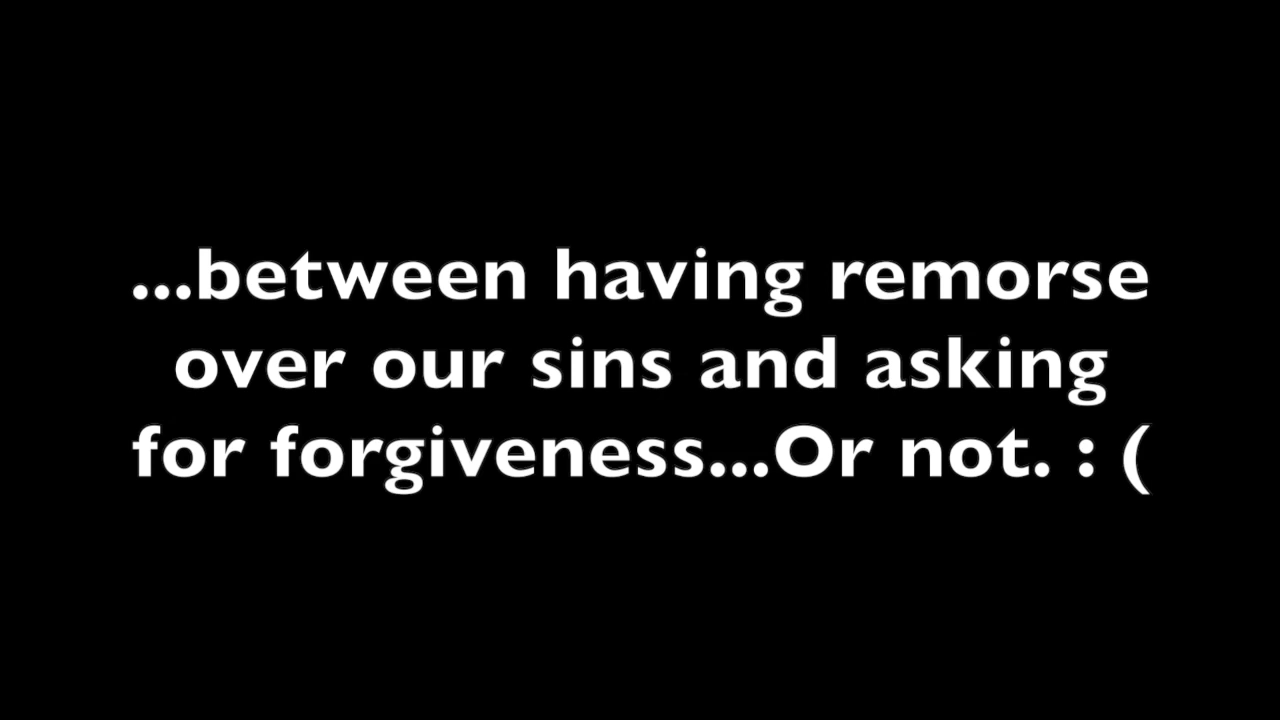 ...between having remorse
over our sins and asking
for forgiveness...Or not. : (